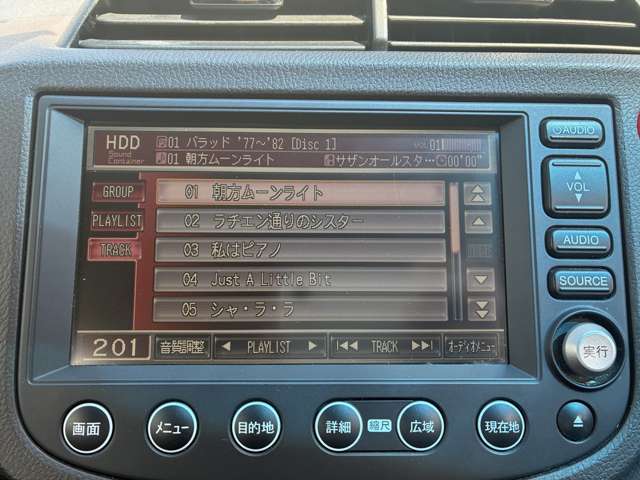 HDD
Sound
Container
01 バラッド '77～'82 [Disc 1]
VOL 01
01 朝方ムーンライト
サザンオールスタ… 00'00"
GROUP
PLAYLIST
TRACK
01 朝方ムーンライト
02 ラチエン通りのシスター
03 私はピアノ
04 Just A Little Bit
05 シャ・ラ・ラ
201
音質調整
◀ PLAYLIST ▶
|◀◀ TRACK ▶▶|
オーディオメニュー
AUDIO
VOL
AUDIO
SOURCE
実行
画面
メニュー
目的地
詳細
縮尺
広域
現在地